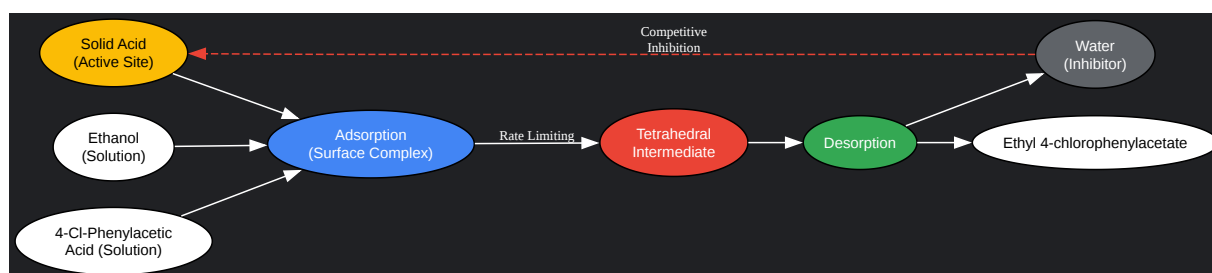 Solid Acid
(Active Site)
Competitive
Inhibition
Water
(Inhibitor)
Ethanol
(Solution)
Adsorption
(Surface Complex)
Rate Limiting
Tetrahedral
Intermediate
Desorption
Ethyl 4-chlorophenylacetate
4-Cl-Phenylacetic
Acid (Solution)